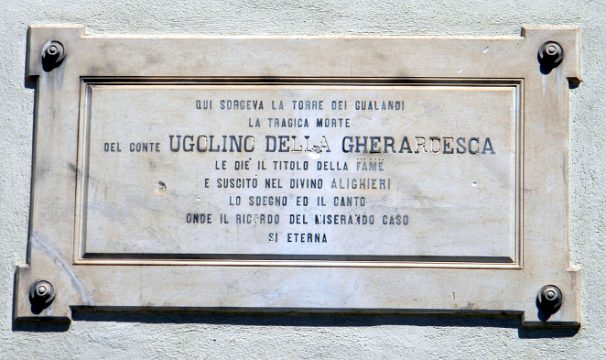 QUI SORGEVA LA TORRE DEI GUALANDI
LA TRAGICA MORTE
DEL CONTE UGOLINO DELLA GHERARDESCA
LE DIE' IL TITOLO DELLA FAME
E SUSCITÒ NEL DIVINO ALIGHIERI
LO SDEGNO ED IL CANTO
ONDE IL RICORDO DEL MISERANDO CASO
SI ETERNA